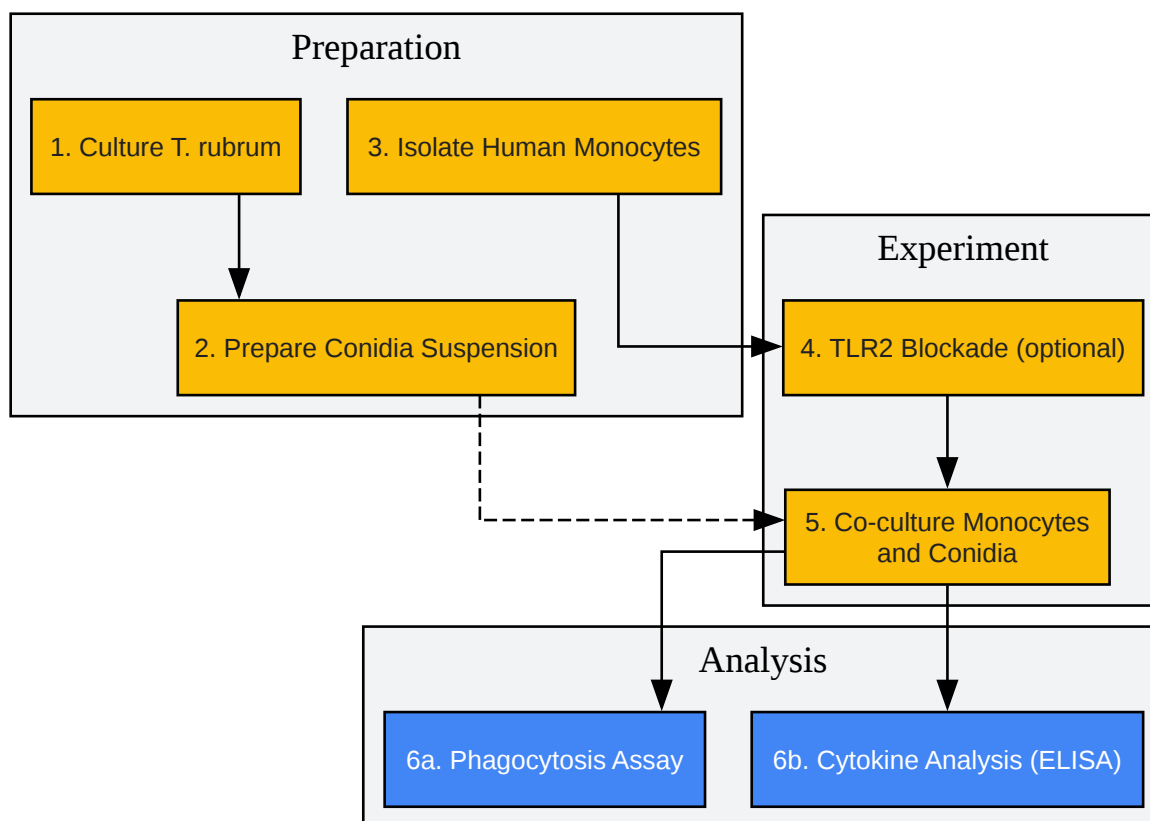 Preparation
1. Culture T. rubrum
3. Isolate Human Monocytes
2. Prepare Conidia Suspension
Experiment
4. TLR2 Blockade (optional)
5. Co-culture Monocytes
and Conidia
Analysis
6a. Phagocytosis Assay
6b. Cytokine Analysis (ELISA)